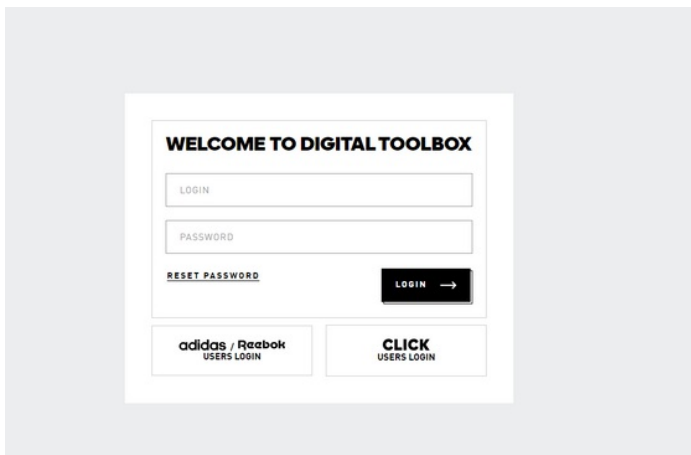 WELCOME TO DIGITAL TOOLBOX
LOGIN
PASSWORD
RESET PASSWORD
LOGIN
adidas / Reebok
USERS LOGIN
CLICK
USERS LOGIN